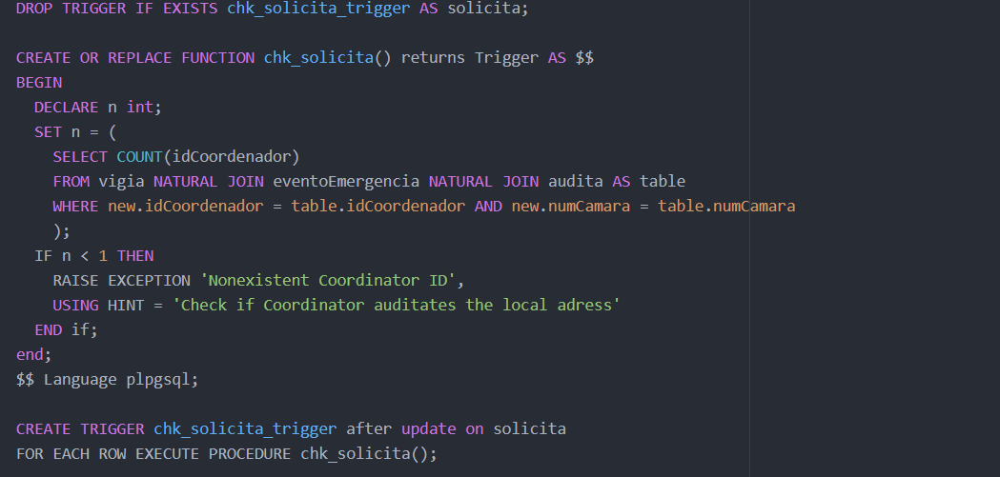 DROP TRIGGER IF EXISTS chk_solicita_trigger AS solicita;
CREATE OR REPLACE FUNCTION chk_solicita() returns Trigger AS $$
BEGIN
DECLARE n int;
SET n = (
SELECT COUNT(idCoordenador)
FROM vigia NATURAL JOIN eventoEmergencia NATURAL JOIN audita AS table
WHERE new.idCoordenador = table.idCoordenador AND new.numCamara = table.numCamara
);
IF n < 1 THEN
RAISE EXCEPTION 'Nonexistent Coordinator ID',
USING HINT = 'Check if Coordinator auditates the local adress'
END if;
end;
$$ Language plpgsql;
CREATE TRIGGER chk_solicita_trigger after update on solicita
FOR EACH ROW EXECUTE PROCEDURE chk_solicita();